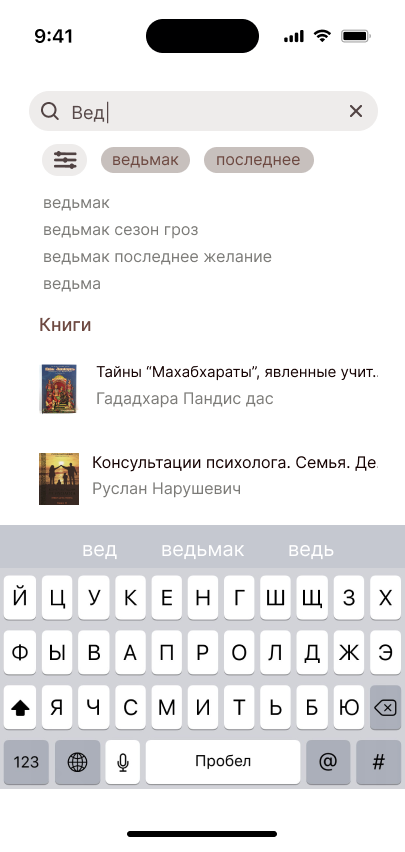 9:41
Вед
ведьмак последнее
ведьмак
ведьмак сезон гроз
ведьмак последнее желание
ведьма
Книги
Тайны “Махабхараты”, явленные учит..
Гададхара Пандис дас
Консультации психолога. Семья. Де.
Руслан Нарушевич
вед ведьмак ведь
Й Ц У К Е Н Г Ш Щ З Х
Ф Ы В А П Р О Л Д Ж Э
Я Ч С М И Т Ь Б Ю
123 Пробел @ #